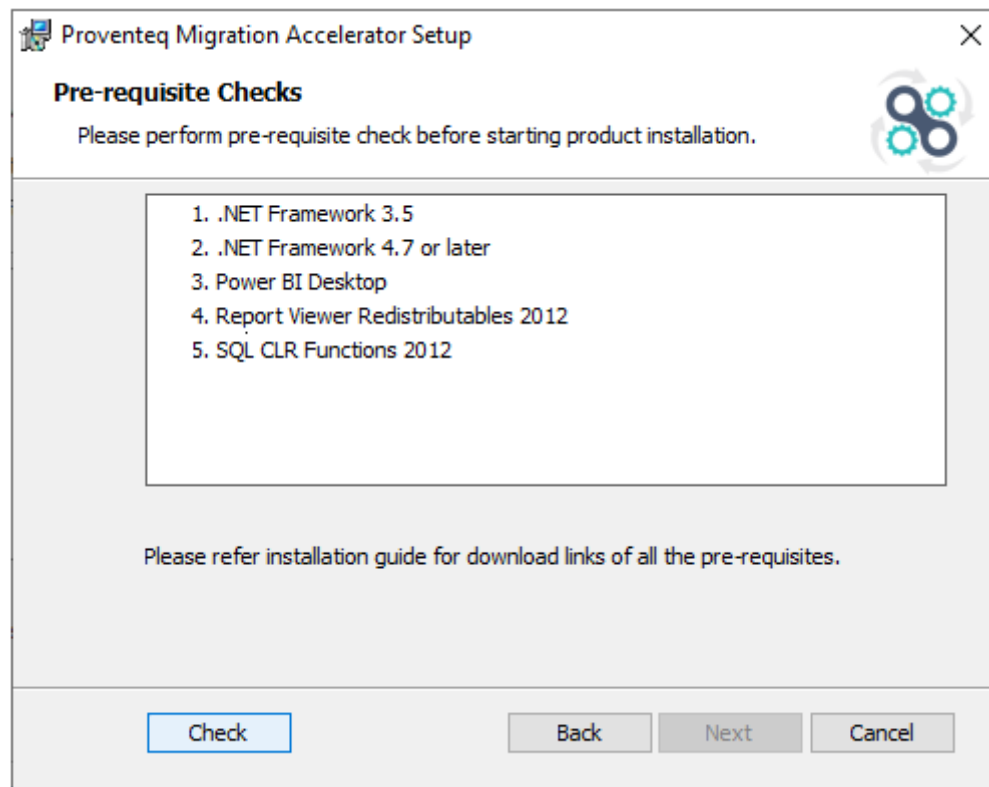 Proventeq Migration Accelerator Setup
Pre-requisite Checks
Please perform pre-requisite check before starting product installation.
1. .NET Framework 3.5
2. .NET Framework 4.7 or later
3. Power BI Desktop
4. Report Viewer Redistributables 2012
5. SQL CLR Functions 2012
Please refer installation guide for download links of all the pre-requisites.
Check
Back
Next
Cancel